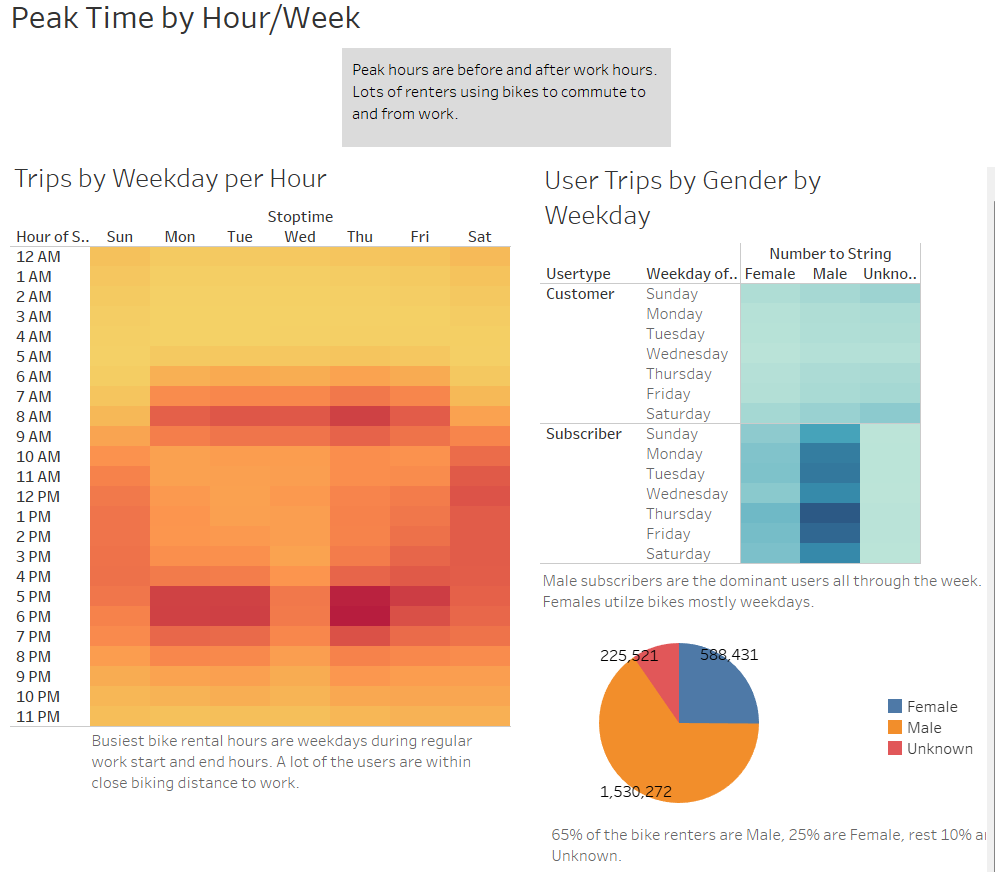 Peak Time by Hour/Week
Peak hours are before and after work hours.
Lots of renters using bikes to commute to
and from work.
Trips by Weekday per Hour
Stoptime
Hour of S.. Sun Mon Tue Wed Thu Fri Sat
12 AM
1 AM
2 AM
3 AM
4 AM
5 AM
6 AM
7 AM
8 AM
9 AM
10 AM
11 AM
12 PM
1 PM
2 PM
3 PM
4 PM
5 PM
6 PM
7 PM
8 PM
9 PM
10 PM
11 PM
Busiest bike rental hours are weekdays during regular
work start and end hours. A lot of the users are within
close biking distance to work.
User Trips by Gender by
Weekday
Number to String
Usertype Weekday of.. Female Male Unkno..
Customer Sunday
Monday
Tuesday
Wednesday
Thursday
Friday
Saturday
Subscriber Sunday
Monday
Tuesday
Wednesday
Thursday
Friday
Saturday
Male subscribers are the dominant users all through the week.
Females utilze bikes mostly weekdays.
225,521 588,431
1,530,272
Female
Male
Unknown
65% of the bike renters are Male, 25% are Female, rest 10% a
Unknown.